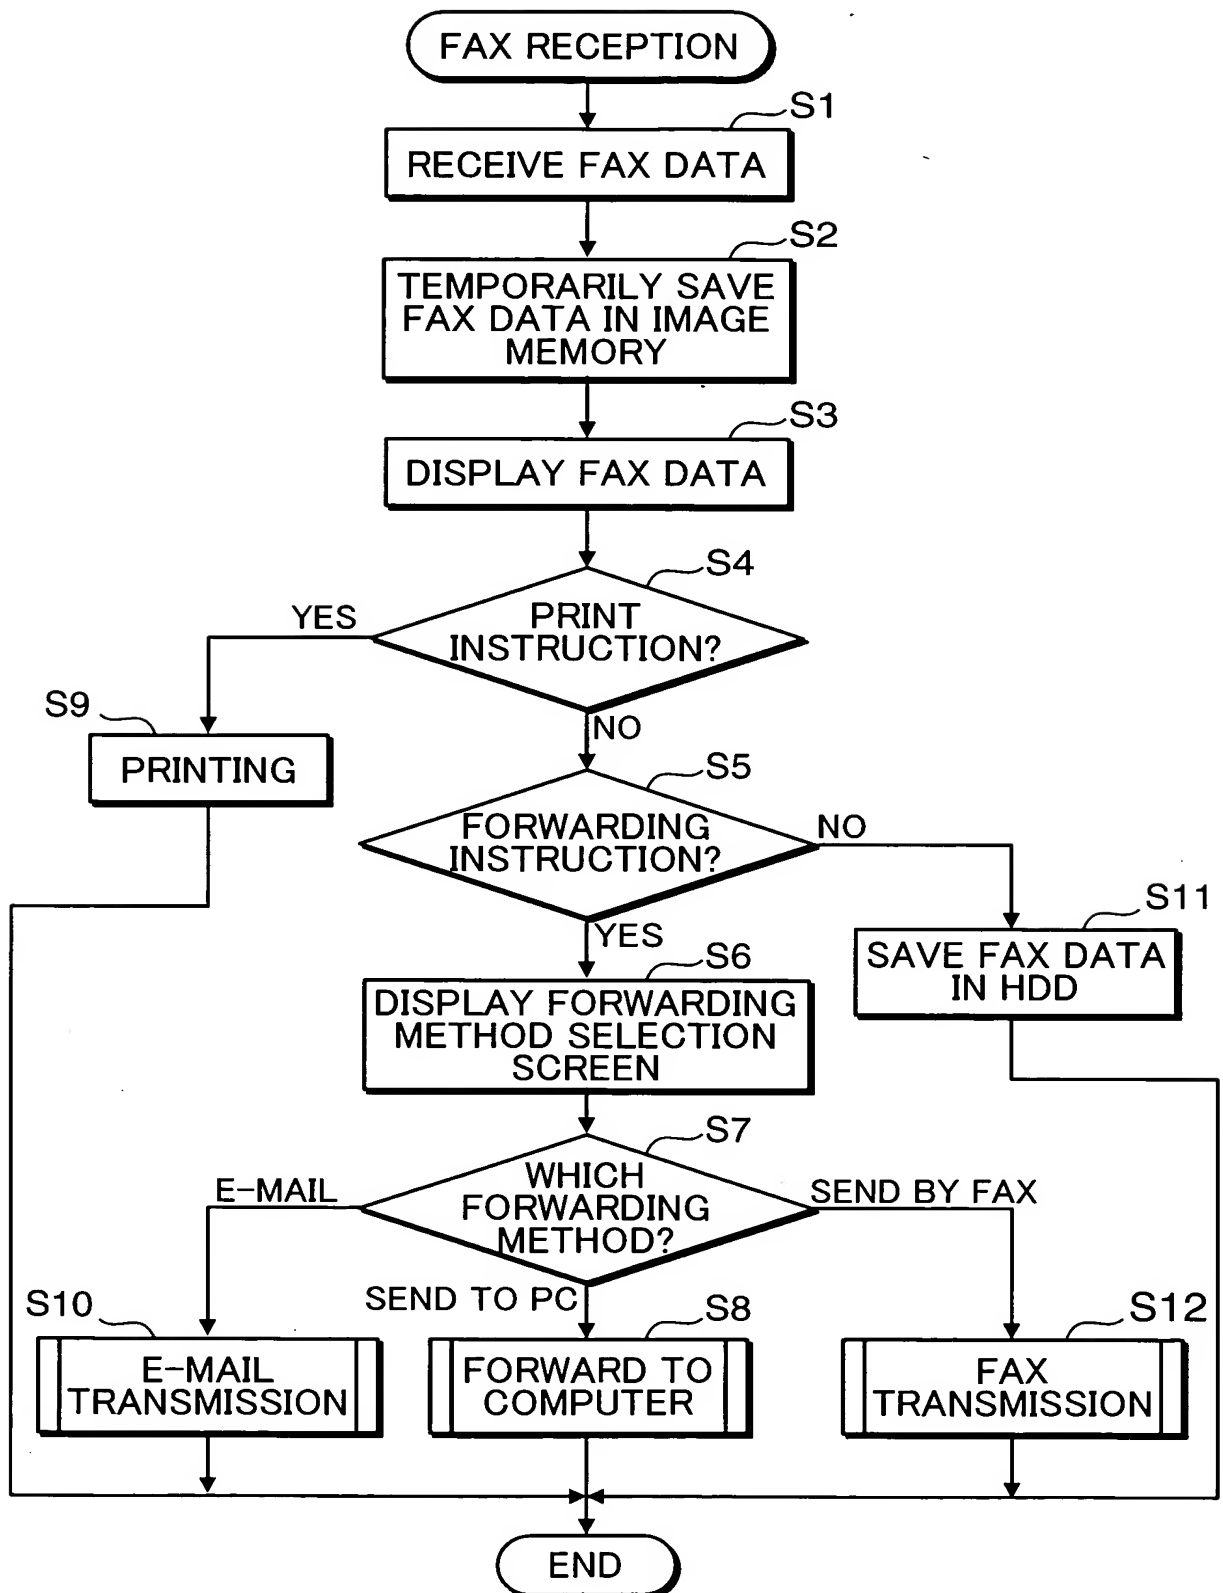 FAX RECEPTION
S1
RECEIVE FAX DATA
S2
TEMPORARILY SAVE
FAX DATA IN IMAGE
MEMORY
S3
DISPLAY FAX DATA
S4
PRINT
INSTRUCTION?
YES
NO
S9
PRINTING
S5
FORWARDING
INSTRUCTION?
NO
YES
S11
SAVE FAX DATA
IN HDD
S6
DISPLAY FORWARDING
METHOD SELECTION
SCREEN
S7
WHICH
FORWARDING
METHOD?
E-MAIL
SEND BY FAX
SEND TO PC
S10
E-MAIL
TRANSMISSION
S8
FORWARD TO
COMPUTER
S12
FAX
TRANSMISSION
END